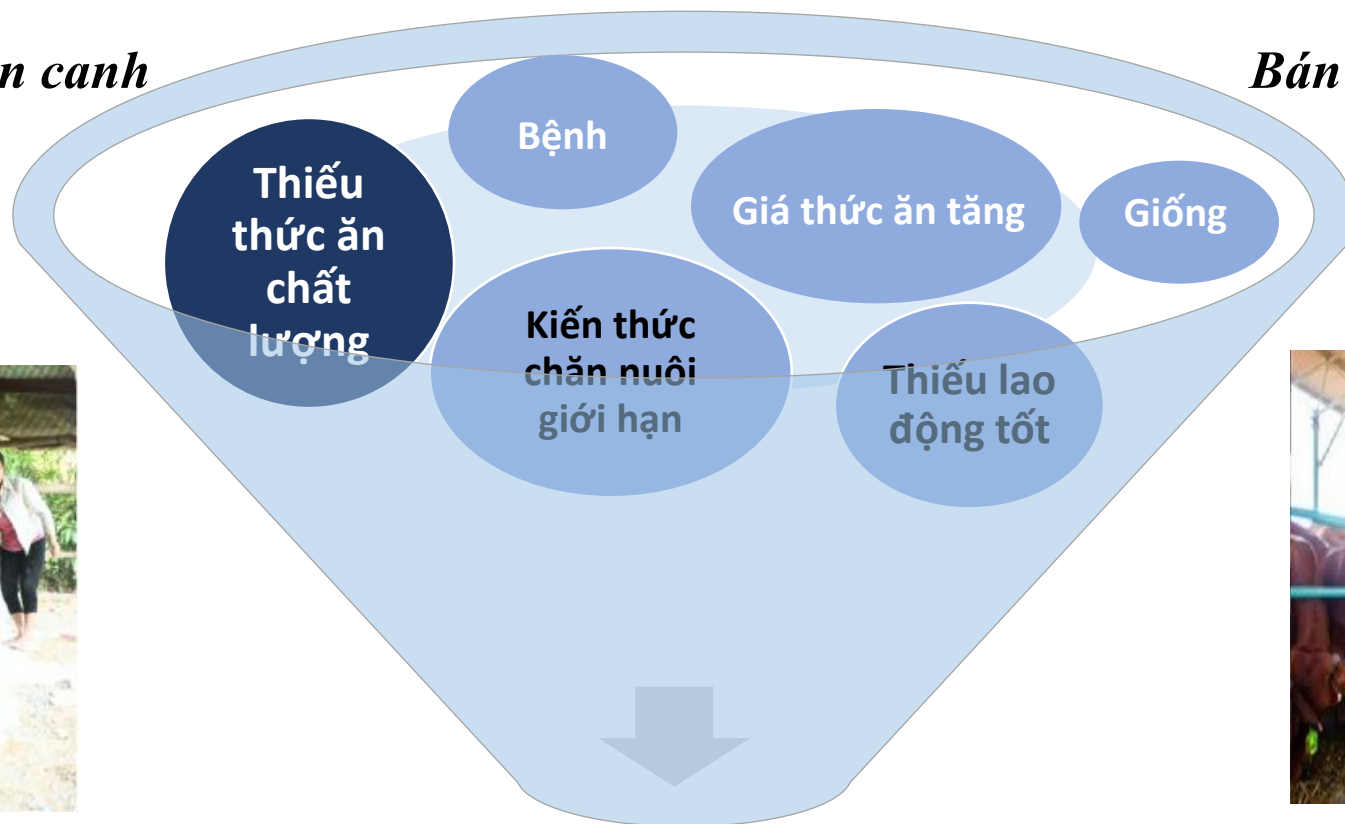 n canh
Bán
Bệnh
Thiếu
thức ăn
chất
lượng
Giá thức ăn tăng
Giống
Kiến thức
chăn nuôi
giới hạn
Thiếu lao
động tốt